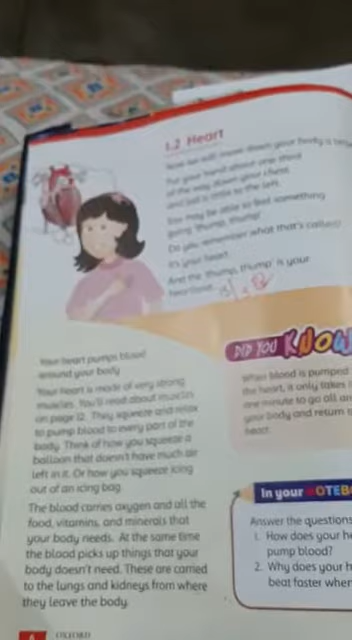 1.2 Heart
Now we will move down your body a
Put your hand about one third
of the way down your chest
and just a little to the left.
You may be able to feel something
going 'thump, thump'.
Do you remember what that's called?
It's your heart.
And the 'thump, thump' is your
heartbeat.
Your heart pumps blood
around your body
Your heart is made of very strong
muscles. You'll read about muscles
on page 12. They squeeze and relax
to pump blood to every part of the
body. Think of how you squeeze a
balloon that doesn't have much air
left in it. Or how you squeeze icing
out of an icing bag.
The blood carries oxygen and all the
food, vitamins, and minerals that
your body needs. At the same time
the blood picks up things that your
body doesn't need. These are carried
to the lungs and kidneys from where
they leave the body.
DID YOU KNOW
When blood is pumped
the heart, it only takes
one minute to go all
your body and return
heart.
In your NOTEB
Answer the questions
1. How does your he
pump blood?
2. Why does your h
beat faster when
4
OXFORD